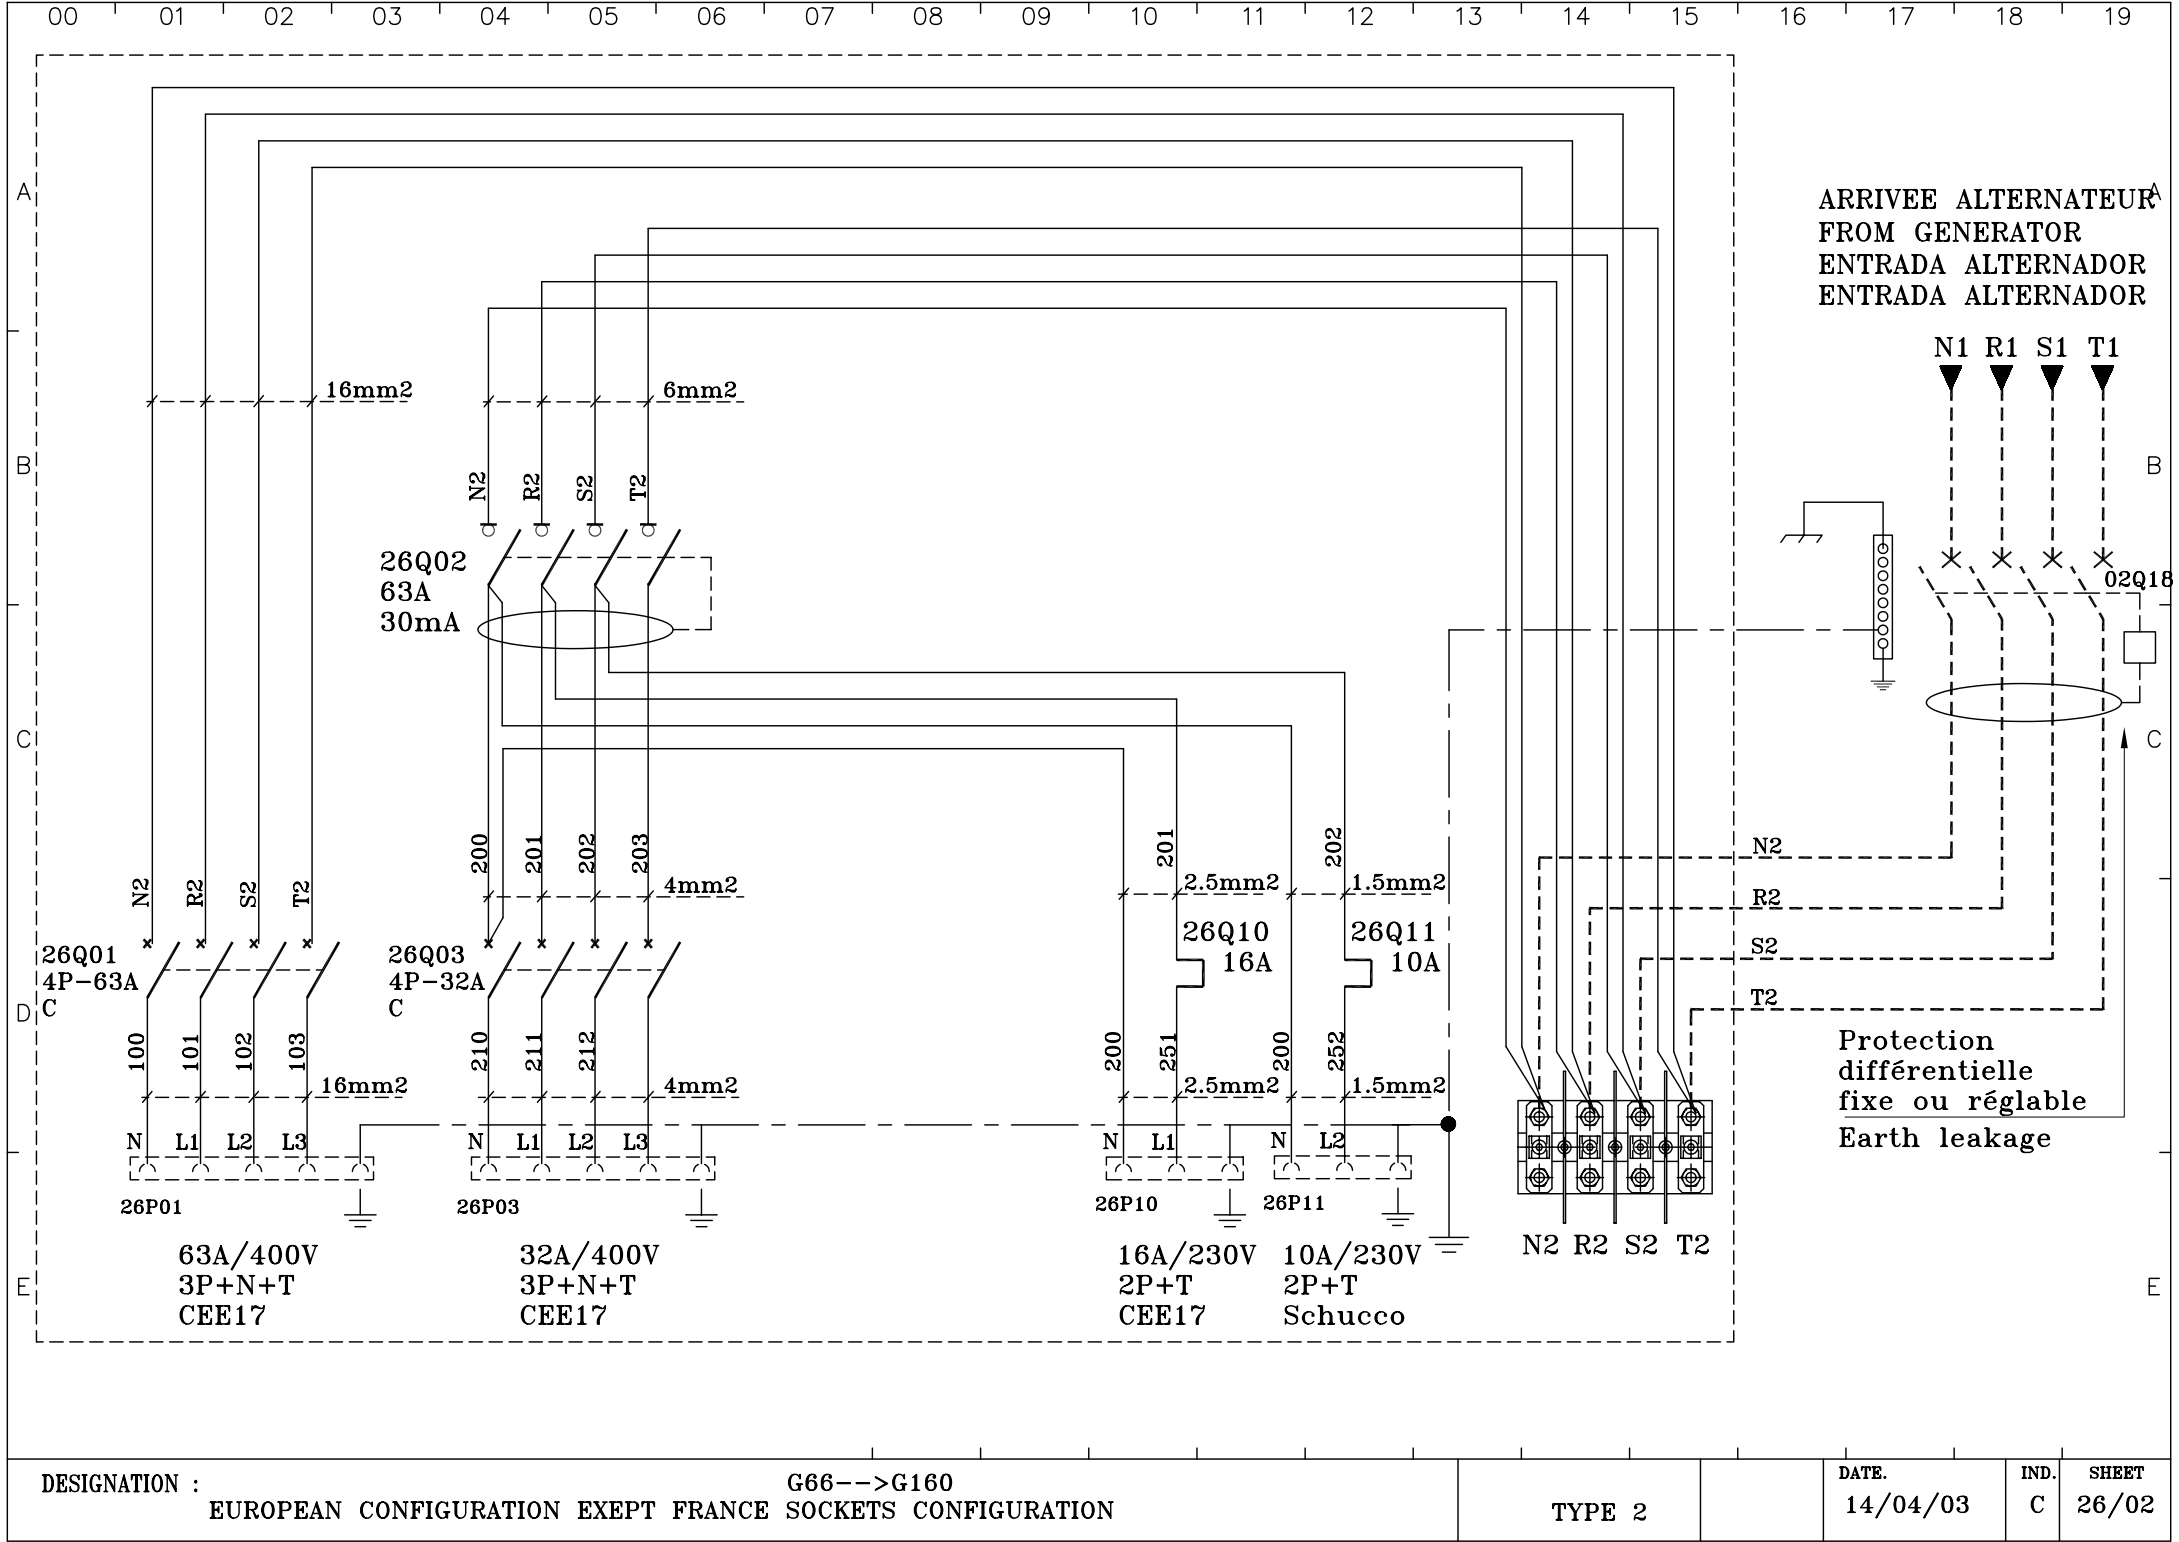 00 01 02 03 04 05 06 07 08 09 10 11 12 13 14 15 16 17 18 19
A A
ARRIVEE ALTERNATEUR
FROM GENERATOR
ENTRADA ALTERNADOR
ENTRADA ALTERNADOR
N1 R1 S1 T1
16mm2 6mm2
B B
N2 R2 S2 T2
26Q02
63A
30mA
02Q18
C C
200 201 202 203 201 202
N2
4mm2 2.5mm2 1.5mm2
N2 R2 S2 T2
R2
S2
T2
26Q01
4P-63A
C
26Q03
4P-32A
C
26Q10
16A
26Q11
10A
D
100 101 102 103 210 211 212 200 251 200 252
16mm2 4mm2 2.5mm2 1.5mm2
Protection
différentielle
fixe ou réglable
Earth leakage
N L1 L2 L3 N L1 L2 L3 N L1 N L2
26P01 26P03 26P10 26P11
N2 R2 S2 T2
63A/400V
3P+N+T
CEE17
32A/400V
3P+N+T
CEE17
16A/230V
2P+T
CEE17
10A/230V
2P+T
Schucco
E E
DESIGNATION :
G66-->G160
EUROPEAN CONFIGURATION EXEPT FRANCE SOCKETS CONFIGURATION
TYPE 2
DATE.
14/04/03
IND.
C
SHEET
26/02